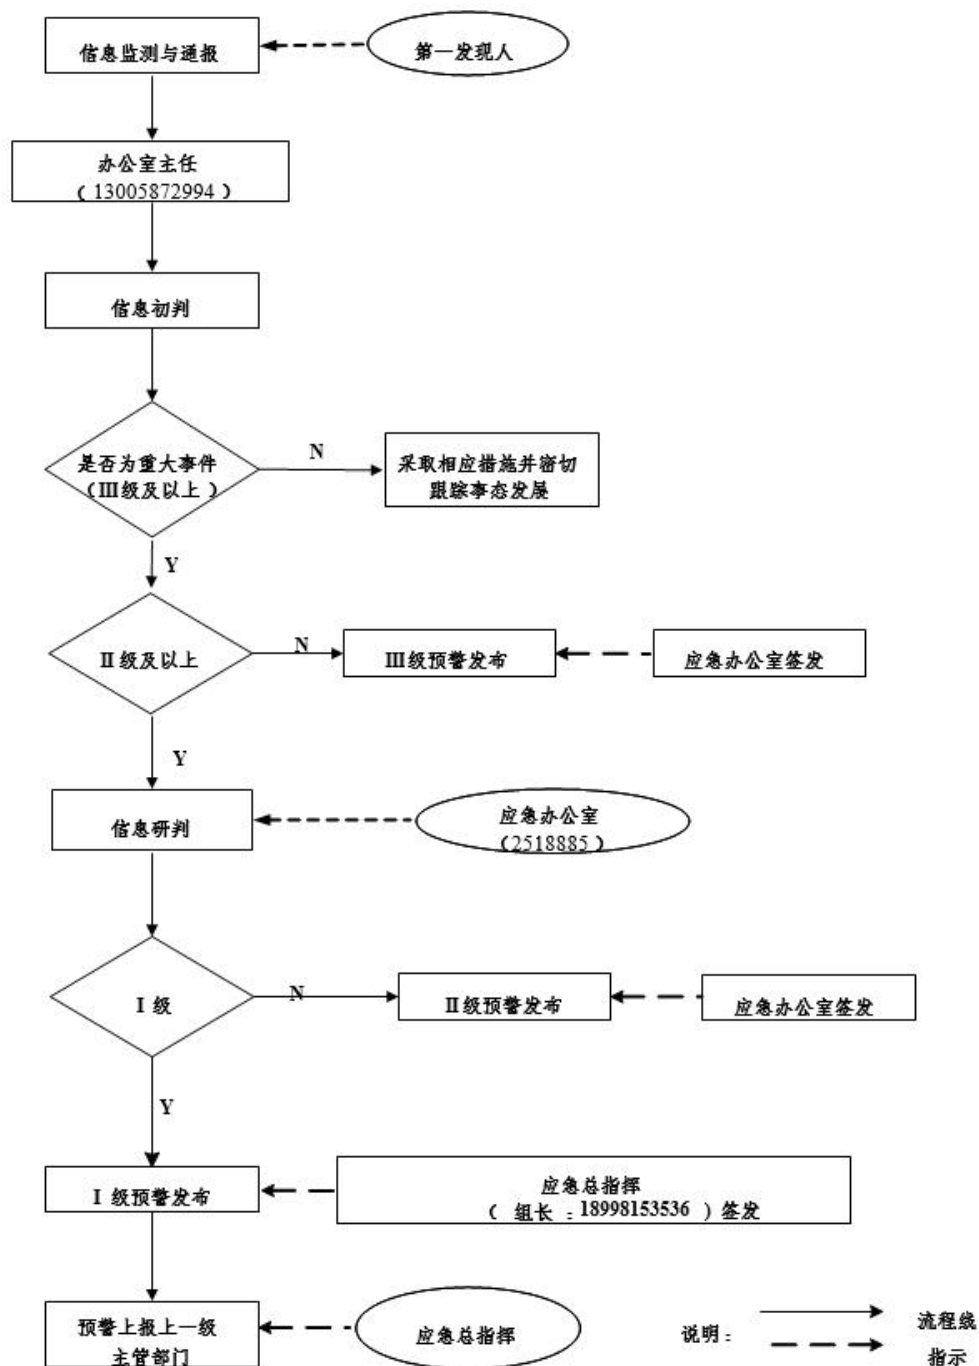 信息监测与通报
第一发现人
办公室主任
（13005872994）
信息初判
是否为重大事件
（Ⅲ级及以上）
N
采取相应措施并密切
跟踪事态发展
Y
Ⅱ级及以上
N
Ⅲ级预警发布
应急办公室签发
Y
信息研判
应急办公室
（2518885）
Ⅰ级
N
Ⅱ级预警发布
应急办公室签发
Y
Ⅰ级预警发布
应急总指挥
（组长：18998153536）签发
预警上报上一级
主管部门
应急总指挥
说明：
流程线
指示